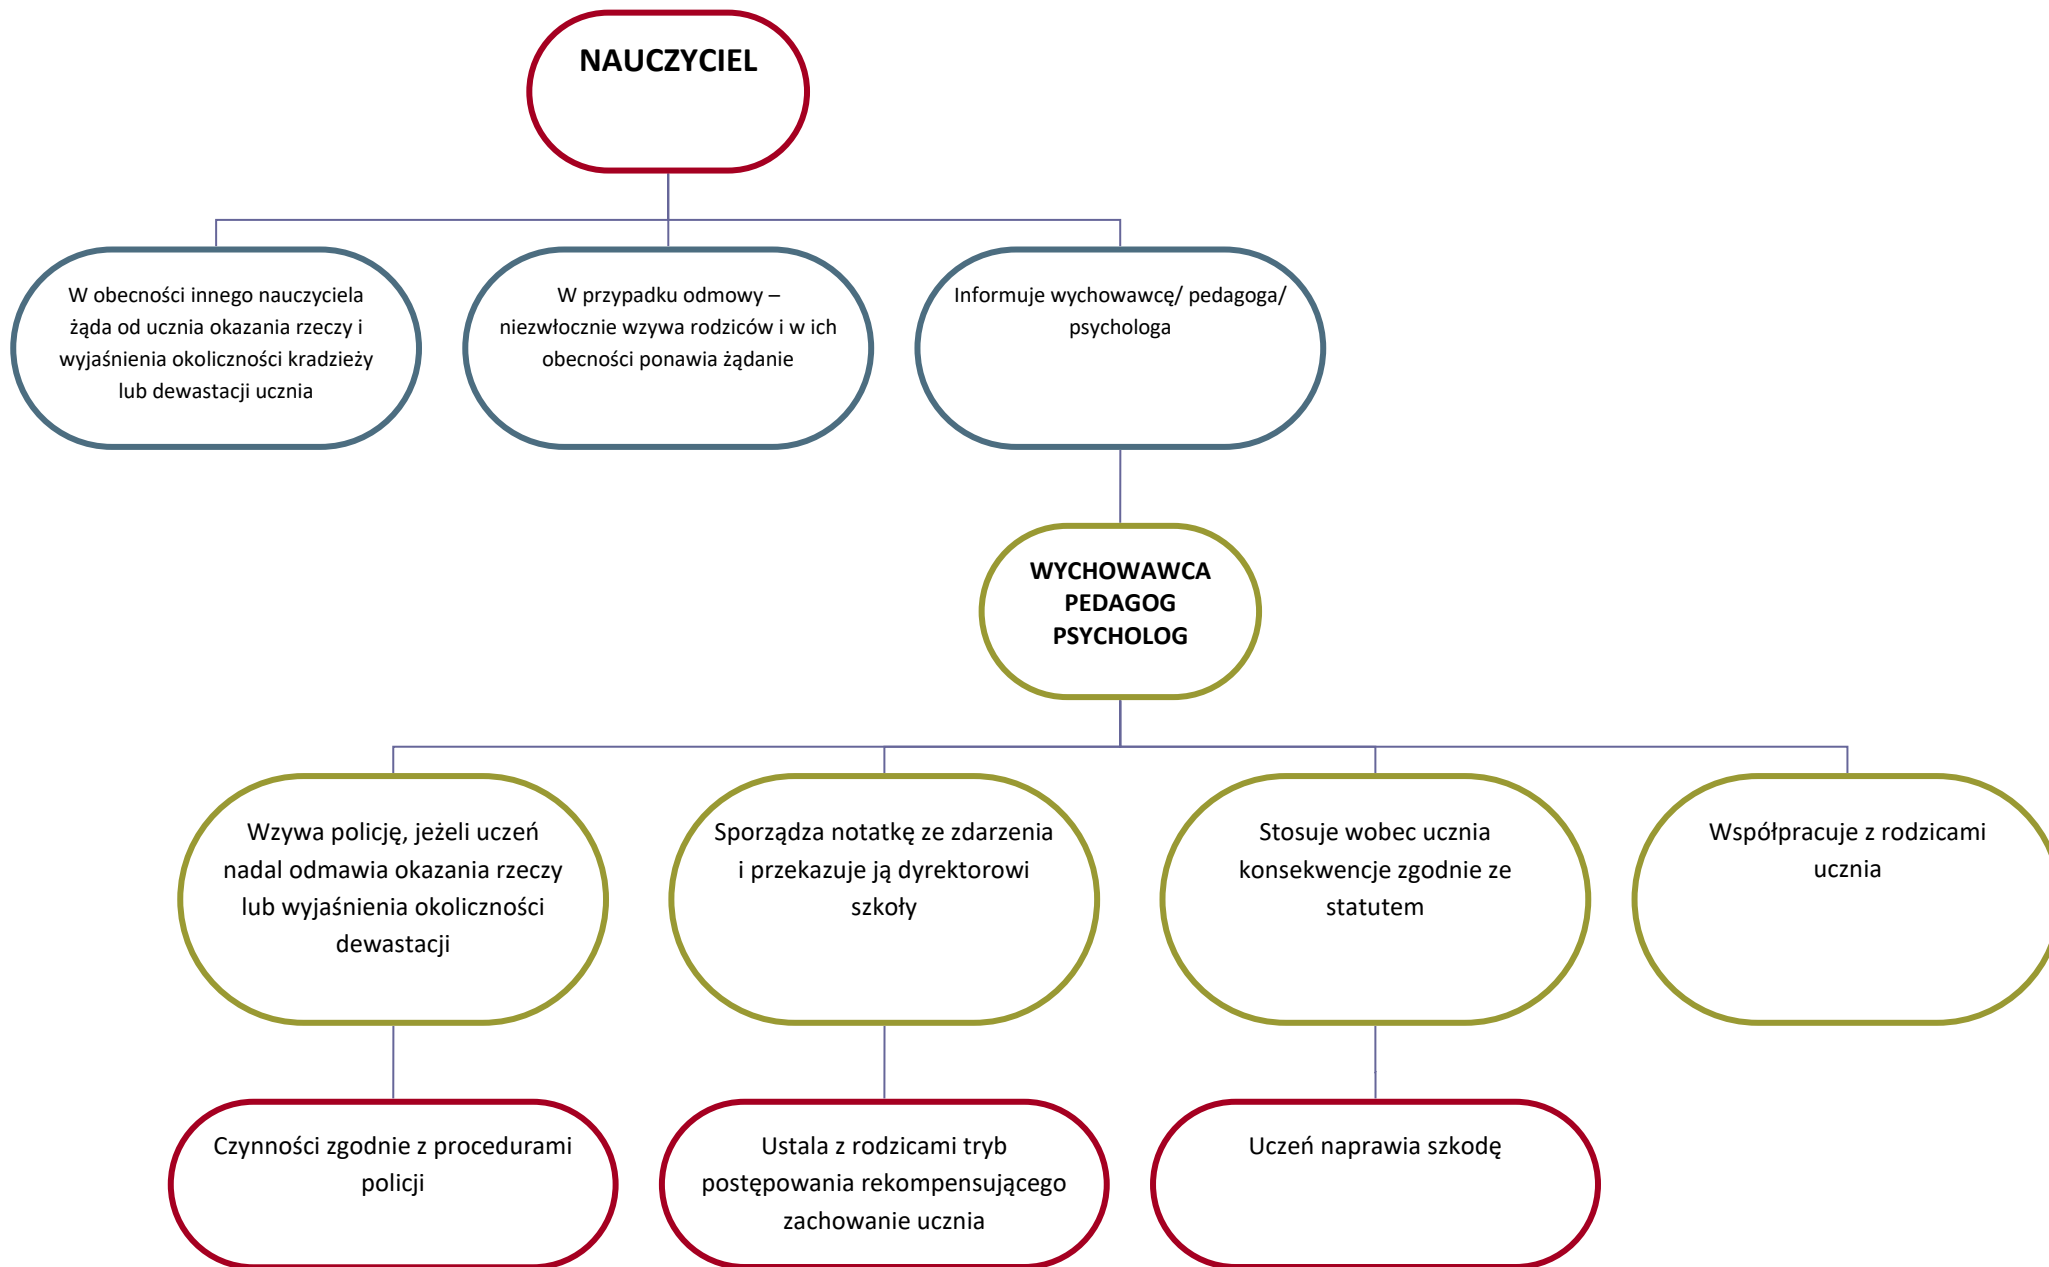 NAUCZYCIEL
W obecności innego nauczyciela
żąda od ucznia okazania rzeczy i
wyjaśnienia okoliczności kradzieży
lub dewastacji ucznia
W przypadku odmowy –
niezwłocznie wzywa rodziców i w ich
obecności ponawia żądanie
Informuje wychowawcę/ pedagoga/
psychologa
WYCHOWAWCA
PEDAGOG
PSYCHOLOG
Wzywa policję, jeżeli uczeń
nadal odmawia okazania rzeczy
lub wyjaśnienia okoliczności
dewastacji
Sporządza notatkę ze zdarzenia
i przekazuje ją dyrektorowi
szkoły
Stosuje wobec ucznia
konsekwencje zgodnie ze
statutem
Współpracuje z rodzicami
ucznia
Czynności zgodnie z procedurami
policji
Ustala z rodzicami tryb
postępowania rekompensującego
zachowanie ucznia
Uczeń naprawia szkodę